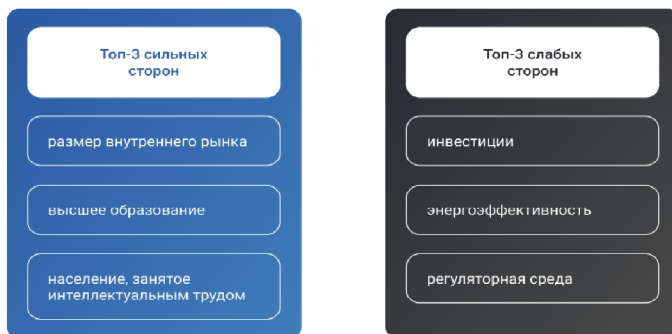 Топ-3 сильных
сторон
размер внутреннего рынка
высшее образование
население, занятое
интеллектуальным трудом
Топ-3 слабых
сторон
инвестиции
энергоэффективность
регуляторная среда